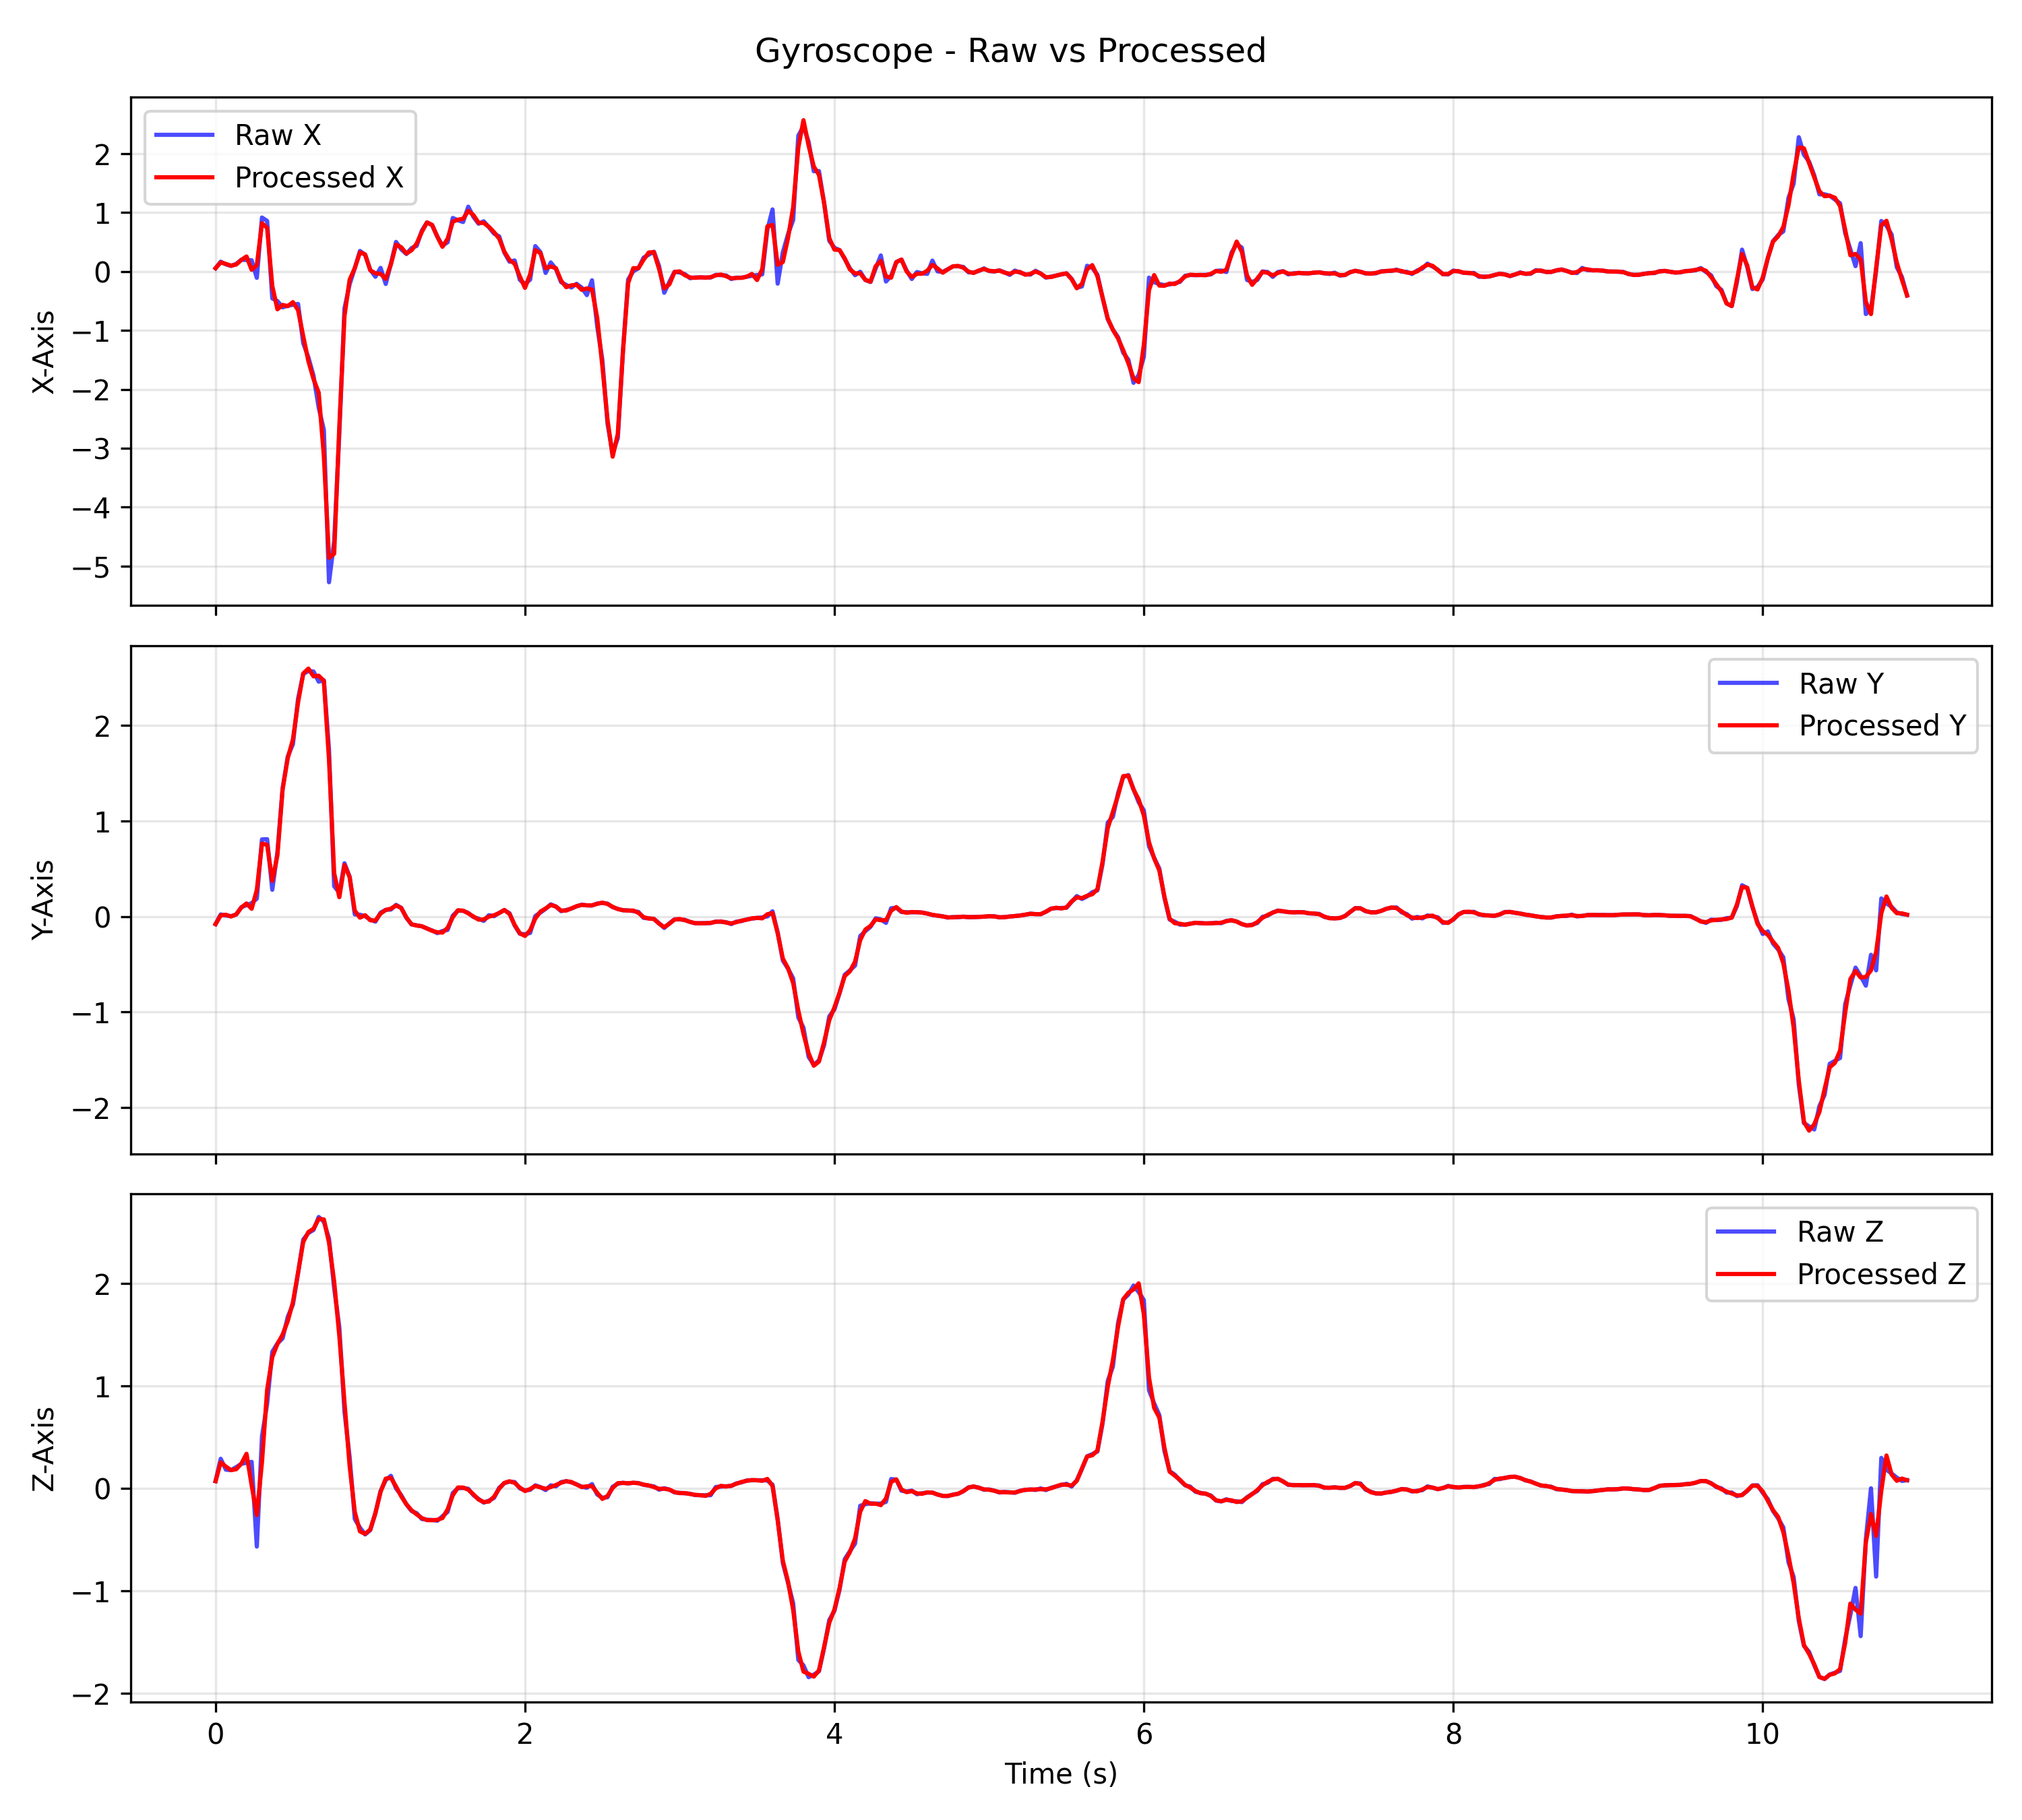 Gyroscope - Raw vs Processed
Raw X
Processed X
2
1
0
−1
−2
−3
−4
−5
X-Axis
Raw Y
Processed Y
2
1
0
−1
−2
Y-Axis
Raw Z
Processed Z
2
1
0
−1
−2
Z-Axis
0 2 4 6 8 10
Time (s)